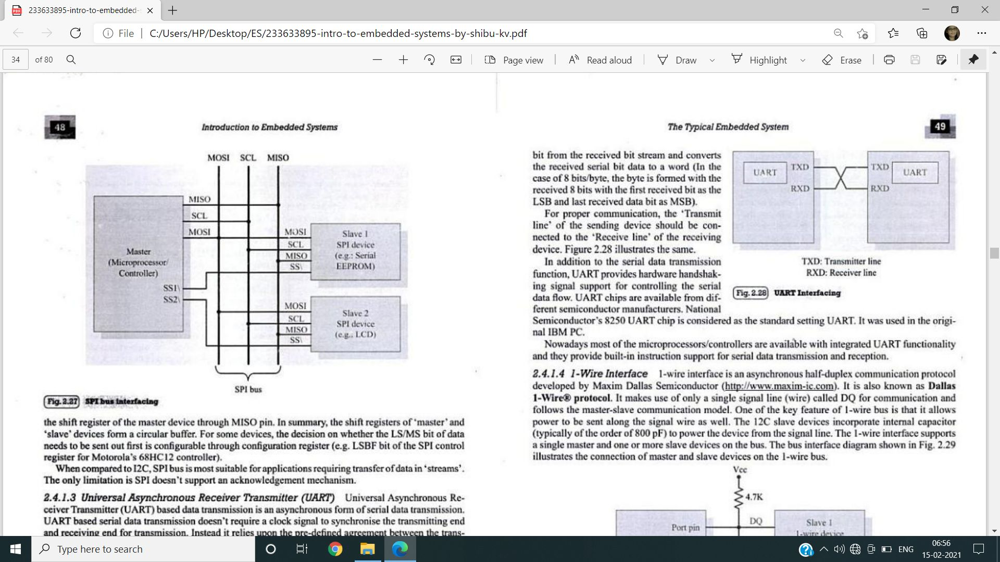 233633895-intro-to-embedded-s
File
C:/Users/HP/Desktop/ES/233633895-intro-to-embedded-systems-by-shibu-kv.pdf
34 of 80
Page view
Read aloud
Draw
Highlight
Erase
48
Introduction to Embedded Systems
MOSI SCL MISO
MISO
SCL
MOSI
Master
(Microprocessor/
Controller)
SS1\
SS2\
MOSI
SCL
MISO
SS\
Slave 1
SPI device
(e.g.: Serial
EEPROM)
MOSI
SCL
MISO
SS\
Slave 2
SPI device
(e.g.: LCD)
SPI bus
Fig. 2.27 SPI bus interfacing
the shift register of the master device through MISO pin. In summary, the shift registers of ‘master’ and
‘slave’ devices form a circular buffer. For some devices, the decision on whether the LS/MS bit of data
needs to be sent out first is configurable through configuration register (e.g. LSBF bit of the SPI control
register for Motorola’s 68HC12 controller).
When compared to I2C, SPI bus is most suitable for applications requiring transfer of data in ‘streams’.
The only limitation is SPI doesn’t support an acknowledgement mechanism.
2.4.1.3 Universal Asynchronous Receiver Transmitter (UART) Universal Asynchronous Re-
ceiver Transmitter (UART) based data transmission is an asynchronous form of serial data transmission.
UART based serial data transmission doesn’t require a clock signal to synchronise the transmitting end
and receiving end for transmission. Instead it relies upon the pre-defined agreement between the trans-
The Typical Embedded System
49
bit from the received bit stream and converts
the received serial bit data to a word (In the
case of 8 bits/byte, the byte is formed with the
received 8 bits with the first received bit as the
LSB and last received data bit as MSB).
For proper communication, the ‘Transmit
line’ of the sending device should be con-
nected to the ‘Receive line’ of the receiving
device. Figure 2.28 illustrates the same.
In addition to the serial data transmission
function, UART provides hardware handshak-
ing signal support for controlling the serial
data flow. UART chips are available from dif-
ferent semiconductor manufacturers. National
Semiconductor’s 8250 UART chip is considered as the standard setting UART. It was used in the origi-
nal IBM PC.
UART
TXD
RXD
TXD
RXD
UART
TXD: Transmitter line
RXD: Receiver line
Fig. 2.28 UART Interfacing
Nowadays most of the microprocessors/controllers are available with integrated UART functionality
and they provide built-in instruction support for serial data transmission and reception.
2.4.1.4 1-Wire Interface 1-wire interface is an asynchronous half-duplex communication protocol
developed by Maxim Dallas Semiconductor (http://www.maxim-ic.com). It is also known as Dallas
1-Wire® protocol. It makes use of only a single signal line (wire) called DQ for communication and
follows the master-slave communication model. One of the key feature of 1-wire bus is that it allows
power to be sent along the signal wire as well. The 12C slave devices incorporate internal capacitor
(typically of the order of 800 pF) to power the device from the signal line. The 1-wire interface supports
a single master and one or more slave devices on the bus. The bus interface diagram shown in Fig. 2.29
illustrates the connection of master and slave devices on the 1-wire bus.
Vcc
4.7K
Port pin
DQ
Slave 1
1-wire device
Type here to search
ENG
06:56
15-02-2021